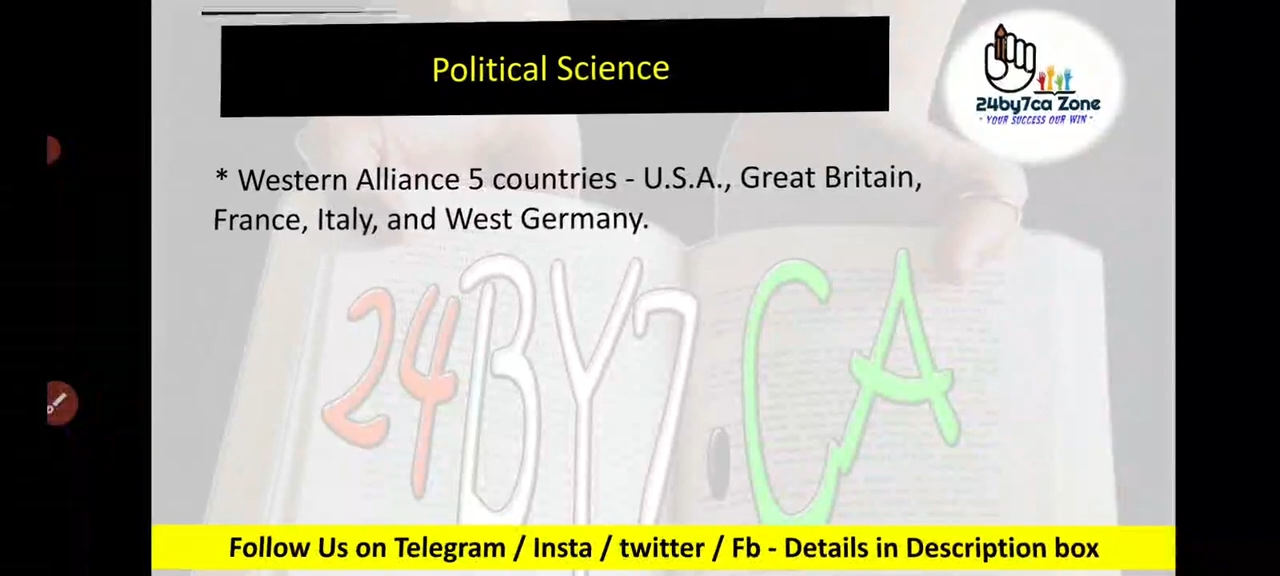 Political Science
24by7ca Zone
- YOUR SUCCESS OUR WIN -
* Western Alliance 5 countries - U.S.A., Great Britain,
France, Italy, and West Germany.
24BY7.CA
Follow Us on Telegram / Insta / twitter / Fb - Details in Description box